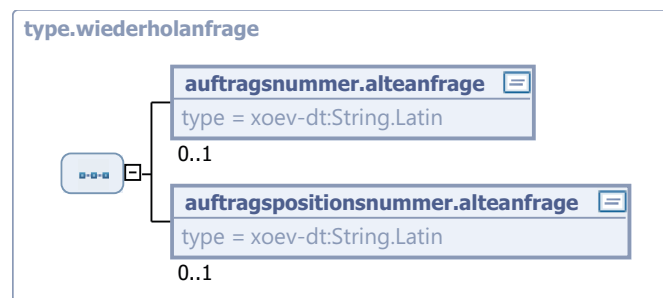 type.wiederholanfrage
auftragsnummer.alteanfrage
type = xoev-dt:String.Latin
0..1
auftragspositionsnummer.alteanfrage
type = xoev-dt:String.Latin
0..1